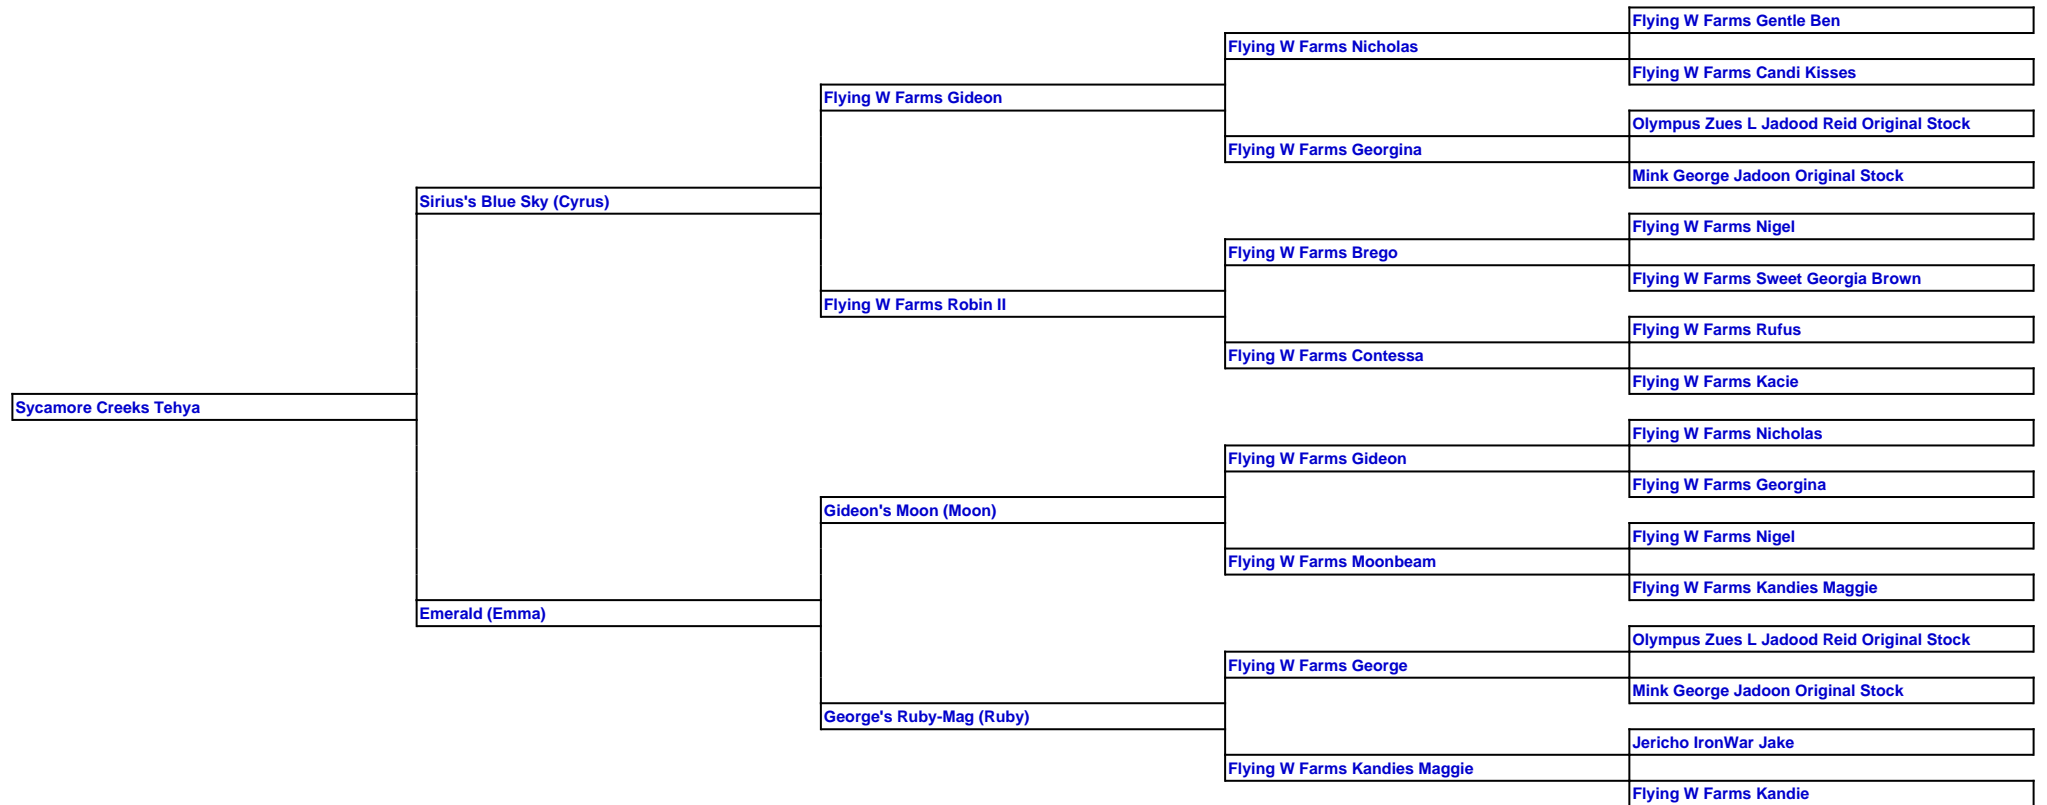 Flying W Farms Gentle Ben
Flying W Farms Nicholas
Flying W Farms Candi Kisses
Flying W Farms Gideon
Olympus Zues L Jadood Reid Original Stock
Flying W Farms Georgina
Mink George Jadoon Original Stock
Sirius's Blue Sky (Cyrus)
Flying W Farms Nigel
Flying W Farms Brego
Flying W Farms Sweet Georgia Brown
Flying W Farms Robin II
Flying W Farms Rufus
Flying W Farms Contessa
Flying W Farms Kacie
Sycamore Creeks Tehya
Flying W Farms Nicholas
Flying W Farms Gideon
Flying W Farms Georgina
Gideon's Moon (Moon)
Flying W Farms Nigel
Flying W Farms Moonbeam
Flying W Farms Kandies Maggie
Emerald (Emma)
Olympus Zues L Jadood Reid Original Stock
Flying W Farms George
Mink George Jadoon Original Stock
George's Ruby-Mag (Ruby)
Jericho IronWar Jake
Flying W Farms Kandies Maggie
Flying W Farms Kandie